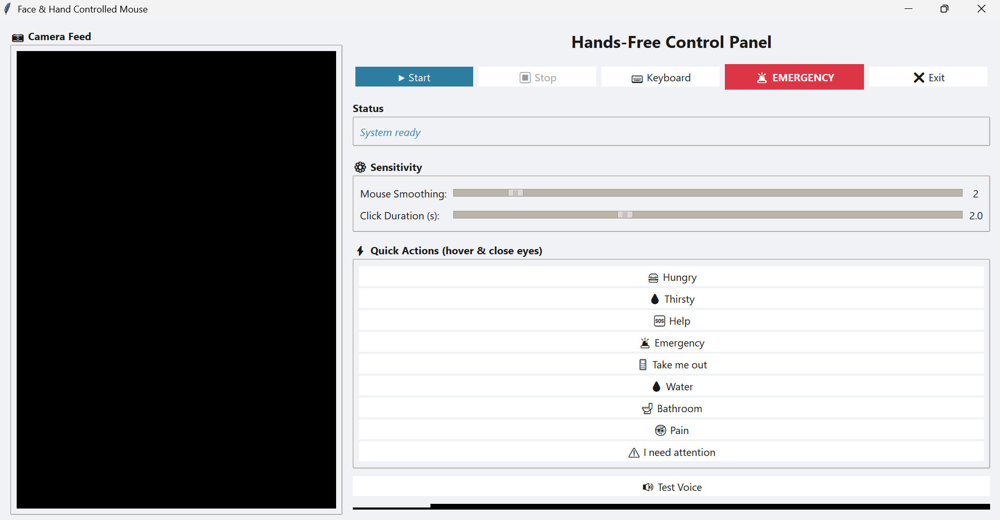 Face & Hand Controlled Mouse
Camera Feed
Hands-Free Control Panel
Start
Stop
Keyboard
EMERGENCY
Exit
Status
System ready
Sensitivity
Mouse Smoothing: 2
Click Duration (s): 2.0
Quick Actions (hover & close eyes)
Hungry
Thirsty
SOS Help
Emergency
Take me out
Water
Bathroom
Pain
I need attention
Test Voice